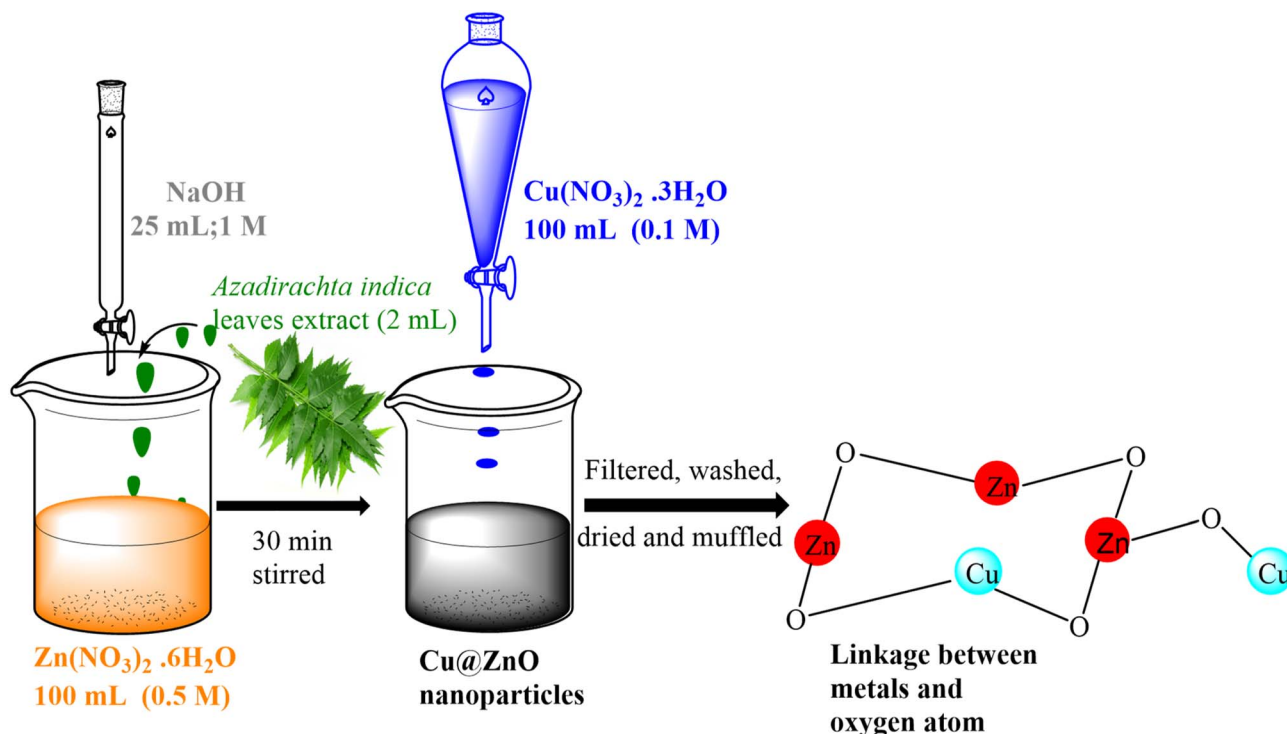 NaOH
25 mL;1 M
Cu(NO₃)₂ .3H₂O
100 mL (0.1 M)
Azadirachta indica
leaves extract (2 mL)
30 min
stirred
Zn(NO₃)₂ .6H₂O
100 mL (0.5 M)
Cu@ZnO
nanoparticles
Filtered, washed,
dried and muffled
O
Zn
O
Zn
Zn
O
Cu
Cu
O
O
Linkage between
metals and
oxygen atom